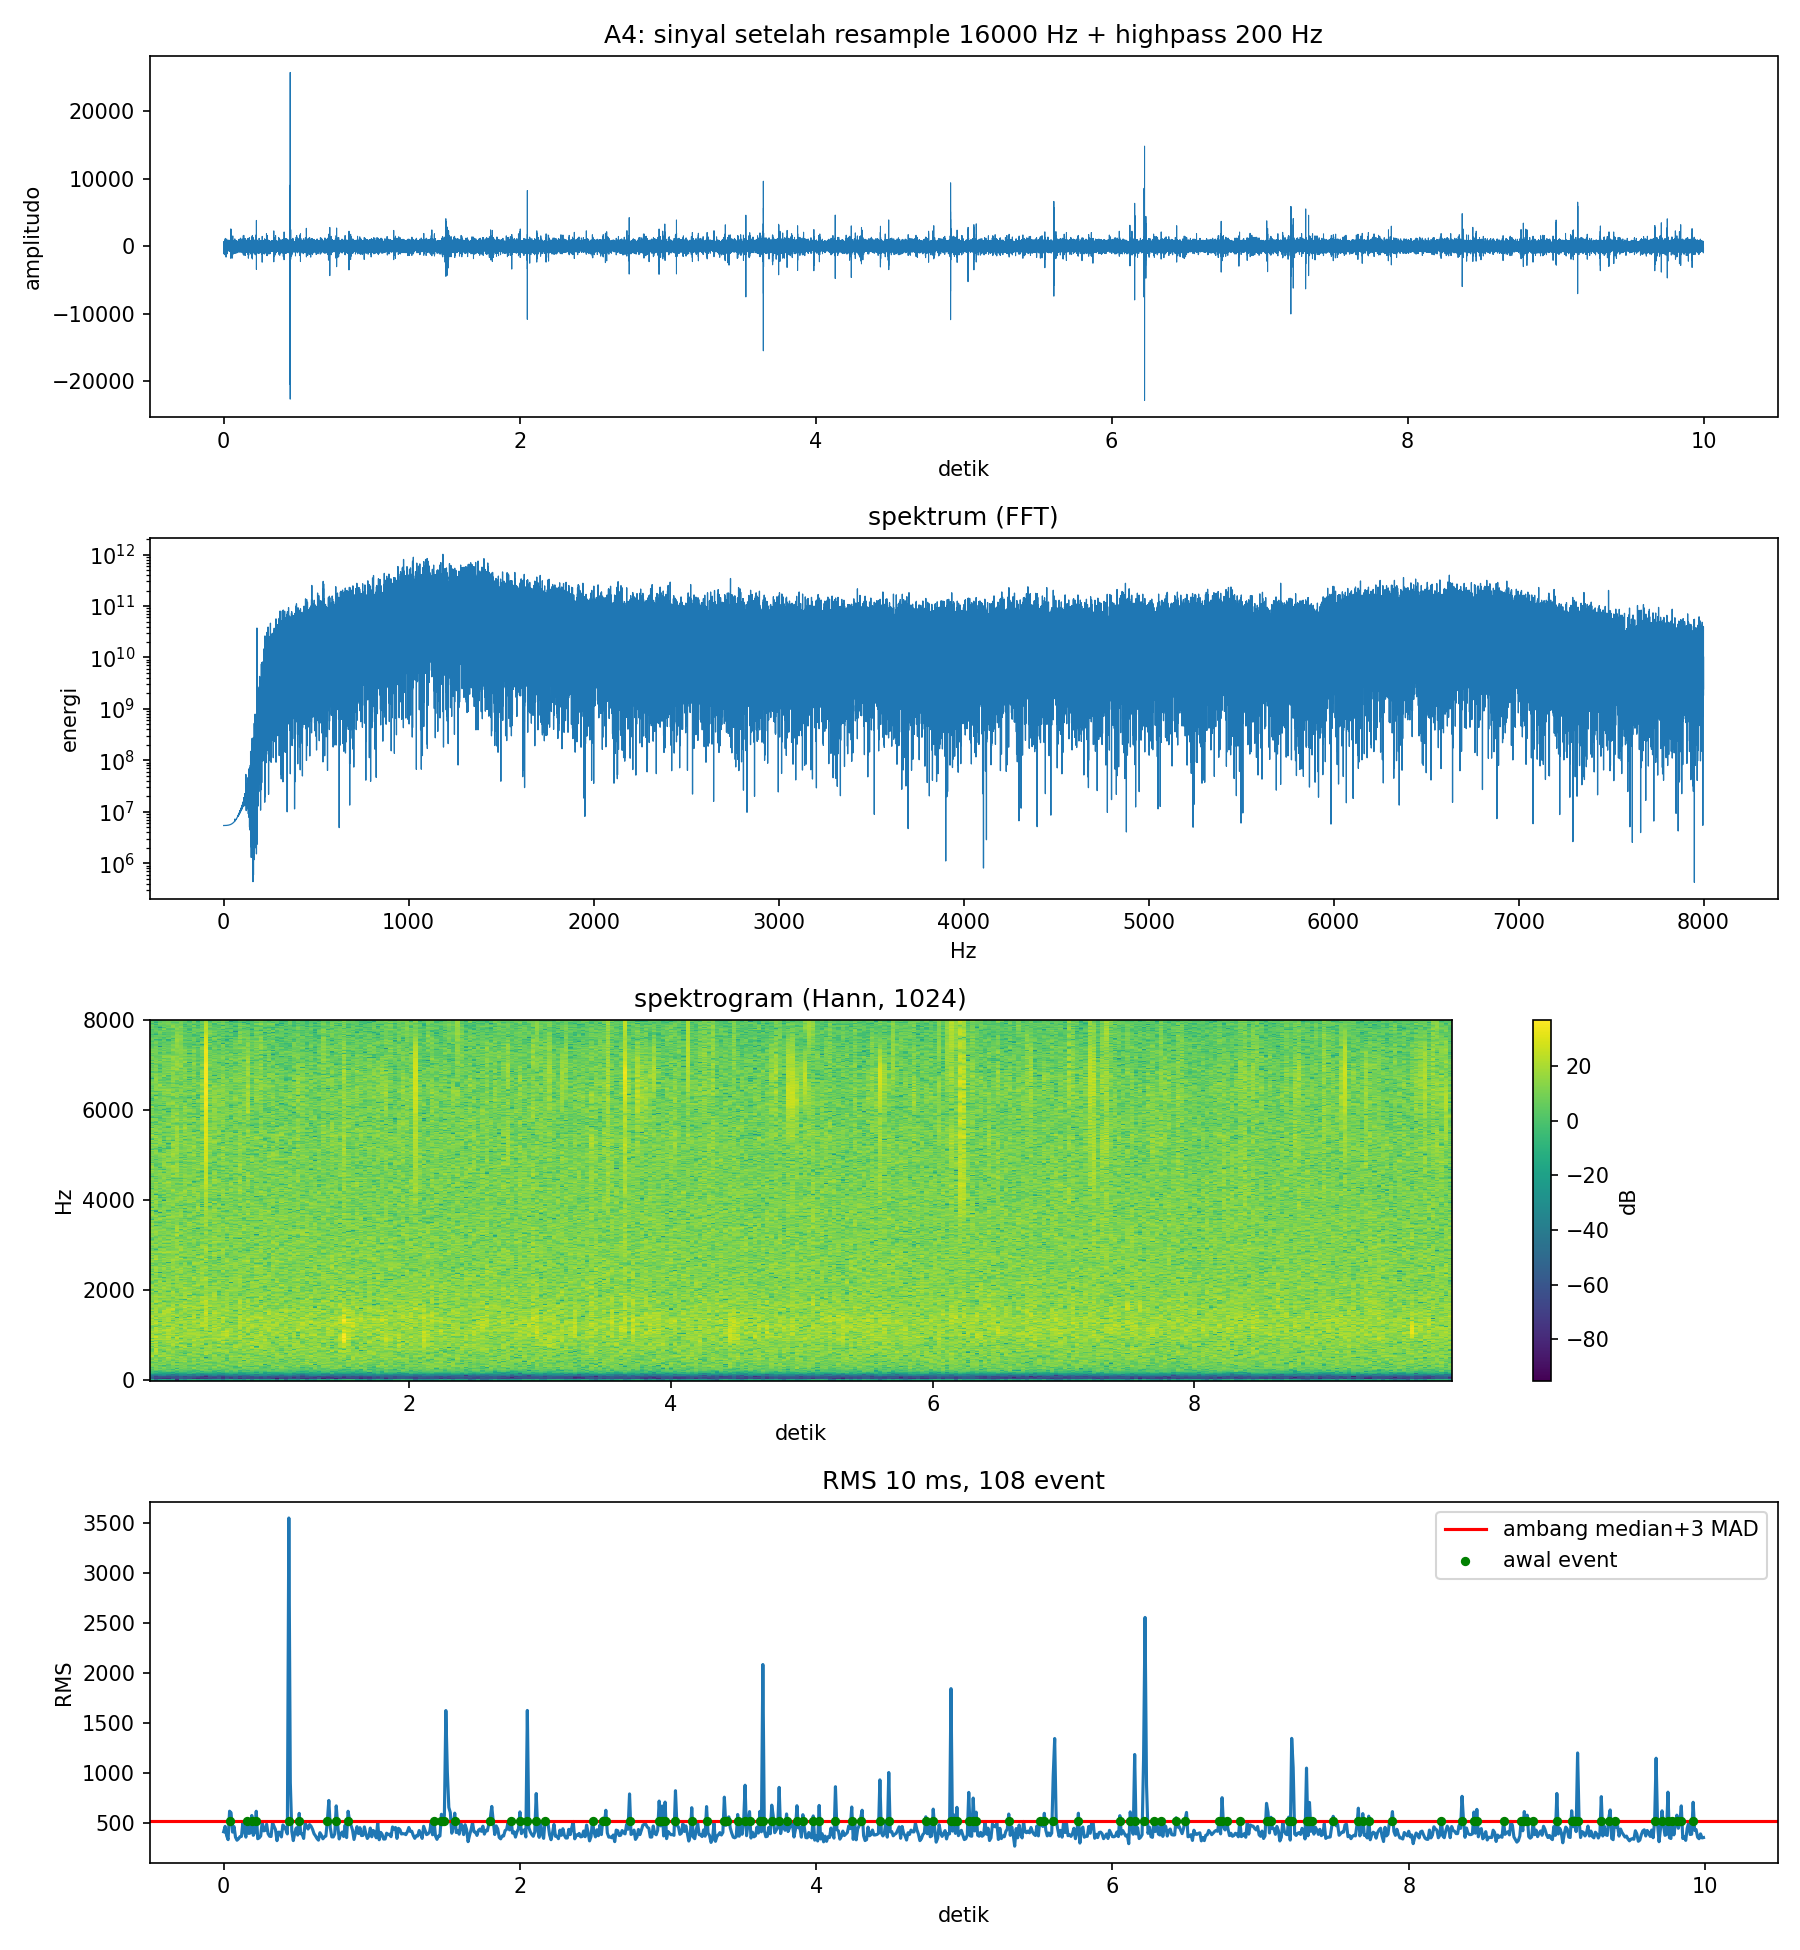 A4: sinyal setelah resample 16000 Hz + highpass 200 Hz
20000
10000
0
−10000
−20000
amplitudo
0 2 4 6 8 10
detik
spektrum (FFT)
10^12
10^11
10^10
10^9
10^8
10^7
10^6
energi
0 1000 2000 3000 4000 5000 6000 7000 8000
Hz
spektrogram (Hann, 1024)
8000
6000
4000
2000
0
Hz
2 4 6 8
detik
20
0
−20
−40
−60
−80
dB
RMS 10 ms, 108 event
3500
3000
2500
2000
1500
1000
500
RMS
ambang median+3 MAD
awal event
0 2 4 6 8 10
detik